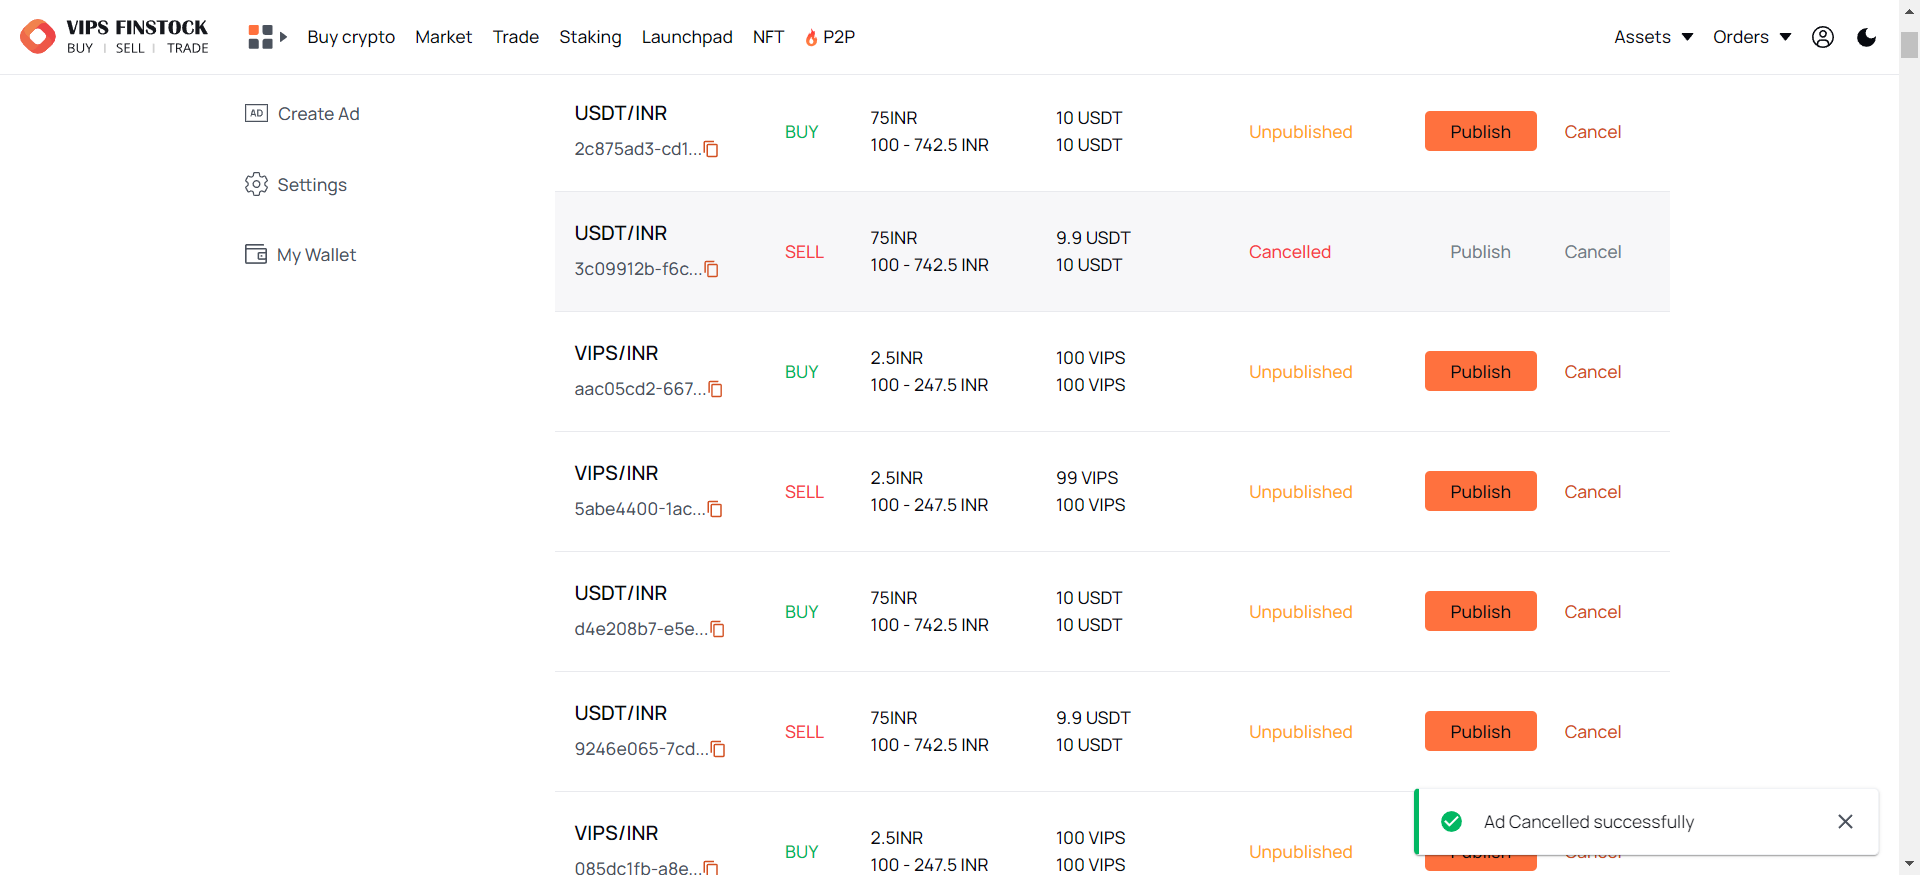 VIPS FINSTOCK
BUY | SELL | TRADE
Buy crypto Market Trade Staking Launchpad NFT P2P
Assets Orders
AD Create Ad
Settings
My Wallet
USDT/INR
2c875ad3-cd1...
BUY
75INR
100 - 742.5 INR
10 USDT
10 USDT
Unpublished
Publish
Cancel
USDT/INR
3c09912b-f6c...
SELL
75INR
100 - 742.5 INR
9.9 USDT
10 USDT
Cancelled
Publish
Cancel
VIPS/INR
aac05cd2-667...
BUY
2.5INR
100 - 247.5 INR
100 VIPS
100 VIPS
Unpublished
Publish
Cancel
VIPS/INR
5abe4400-1ac...
SELL
2.5INR
100 - 247.5 INR
99 VIPS
100 VIPS
Unpublished
Publish
Cancel
USDT/INR
d4e208b7-e5e...
BUY
75INR
100 - 742.5 INR
10 USDT
10 USDT
Unpublished
Publish
Cancel
USDT/INR
9246e065-7cd...
SELL
75INR
100 - 742.5 INR
9.9 USDT
10 USDT
Unpublished
Publish
Cancel
VIPS/INR
085dc1fb-a8e...
BUY
2.5INR
100 - 247.5 INR
100 VIPS
100 VIPS
Unpublished
Ad Cancelled successfully